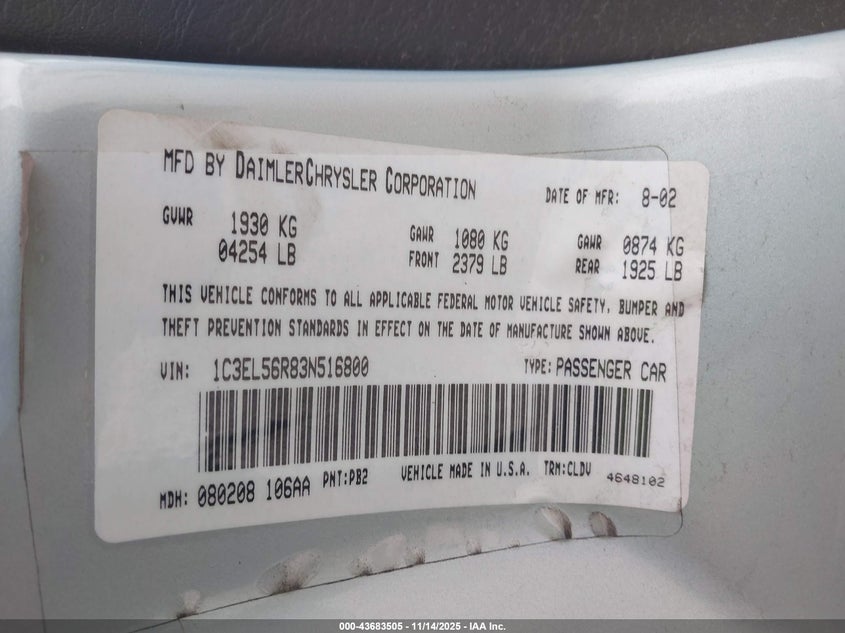 MFD BY DAIMLERCHRYSLER CORPORATION DATE OF MFR: 8-02
GVWR 1930 KG GAWR 1080 KG GAWR 0874 KG
04254 LB FRONT 2379 LB REAR 1925 LB
THIS VEHICLE CONFORMS TO ALL APPLICABLE FEDERAL MOTOR VEHICLE SAFETY, BUMPER AND
THEFT PREVENTION STANDARDS IN EFFECT ON THE DATE OF MANUFACTURE SHOWN ABOVE.
VIN: 1C3EL56R83N516800 TYPE: PASSENGER CAR
MDH: 080208 106AA PNT:PB2 VEHICLE MADE IN U.S.A. TRM:CLDV 4648102
000-43683505 - 11/14/2025 - IAA Inc.